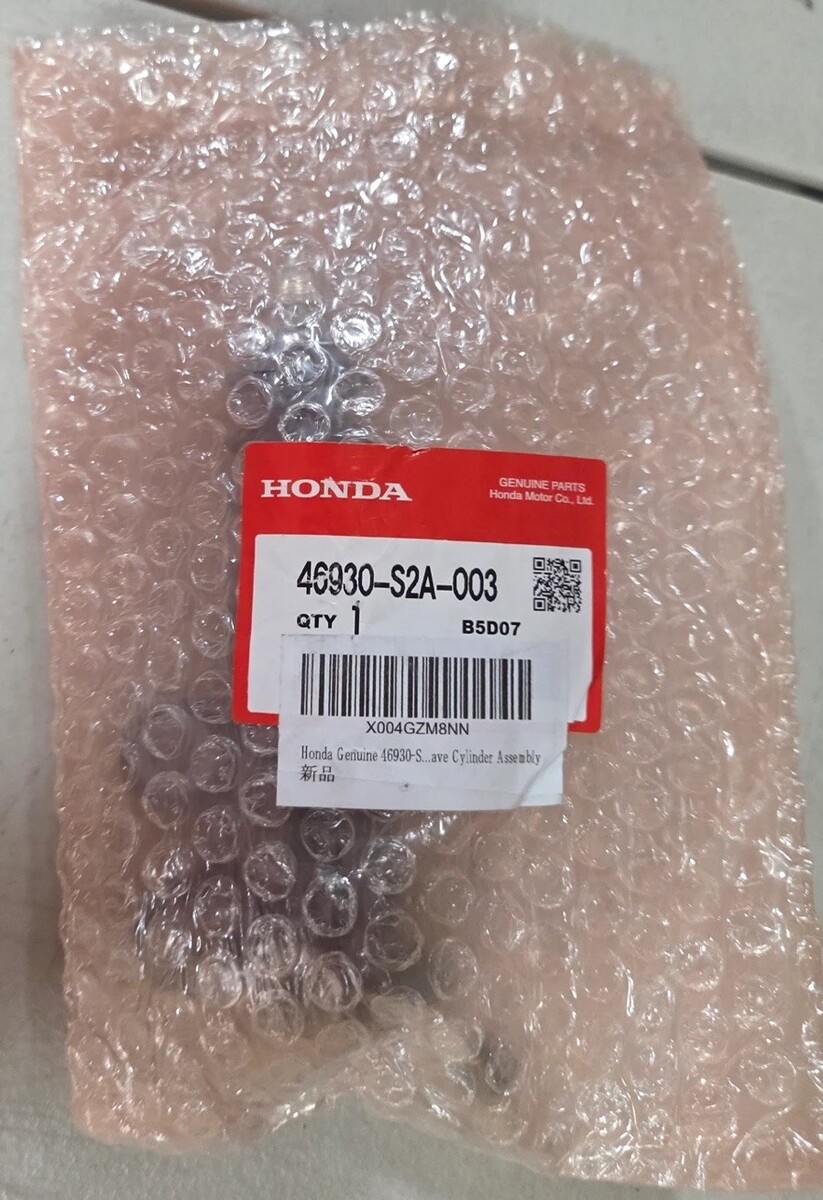 HONDA
GENUINE PARTS
Honda Motor Co., Ltd.
46930-S2A-003
QTY 1
B5D07
X004GZM8NN
Honda Genuine 46930-S...ave Cylinder Assembly
新品